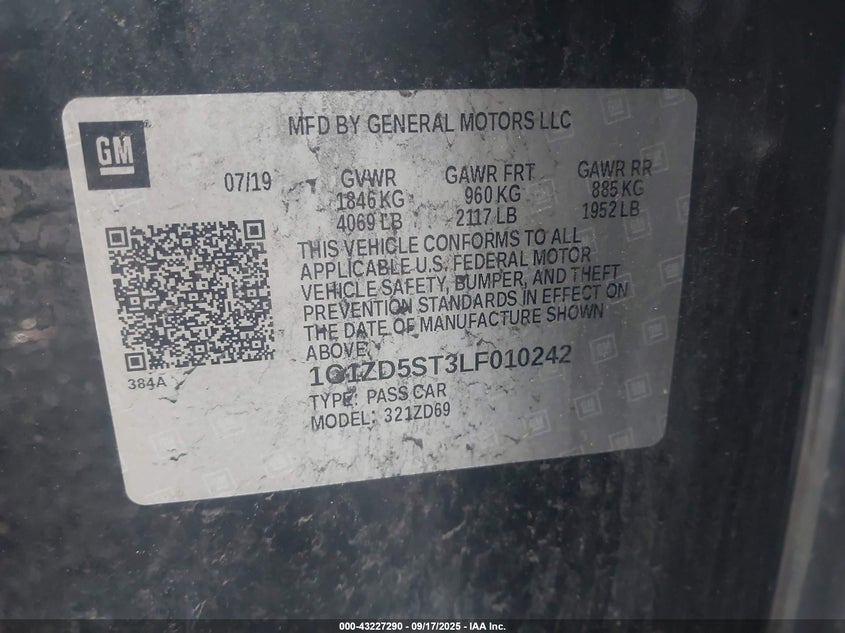 GM
®
MFD BY GENERAL MOTORS LLC
07/19
GVWR
1846 KG
4069 LB
GAWR FRT
960 KG
2117 LB
GAWR RR
885 KG
1952 LB
THIS VEHICLE CONFORMS TO ALL
APPLICABLE U.S. FEDERAL MOTOR
VEHICLE SAFETY, BUMPER, AND THEFT
PREVENTION STANDARDS IN EFFECT ON
THE DATE OF MANUFACTURE SHOWN
ABOVE.
384A
1G1ZD5ST3LF010242
TYPE: PASS CAR
MODEL: 321ZD69
000-43227290 - 09/17/2025 - IAA Inc.